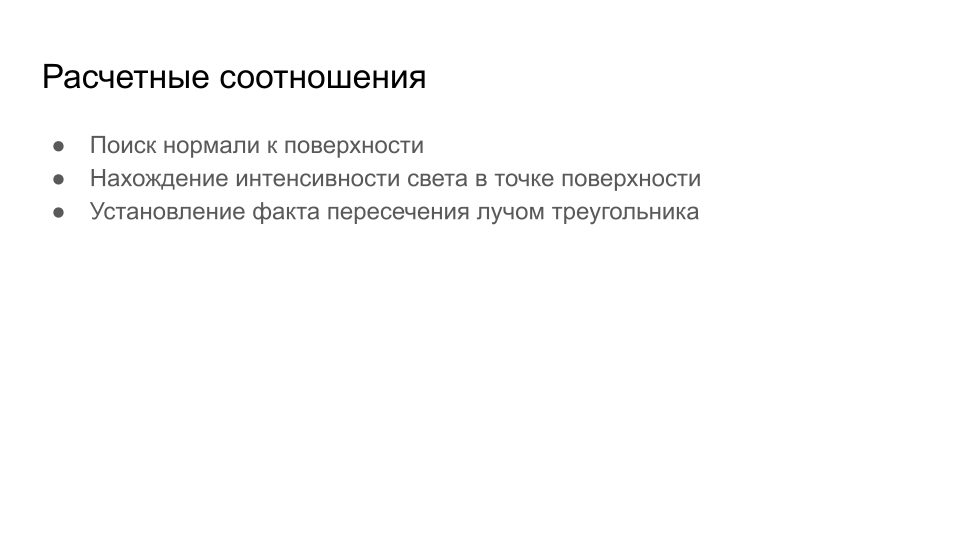 Расчетные соотношения
● Поиск нормали к поверхности
● Нахождение интенсивности света в точке поверхности
● Установление факта пересечения лучом треугольника